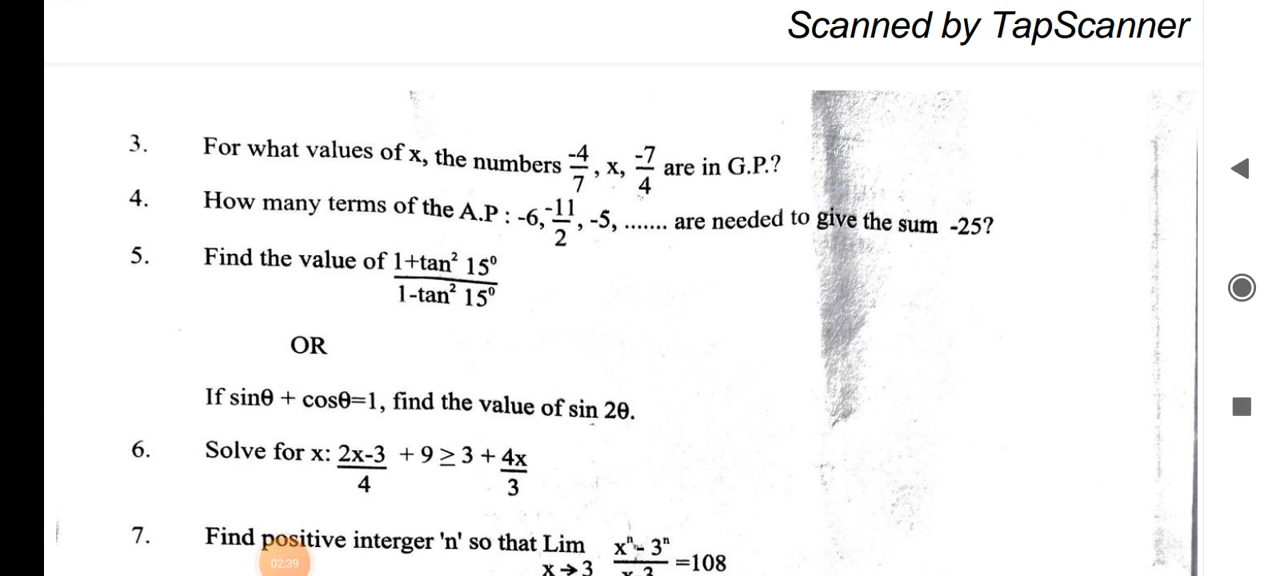 Scanned by TapScanner
3. For what values of x, the numbers -4/7, x, -7/4 are in G.P.?
4. How many terms of the A.P : -6, -11/2, -5, ....... are needed to give the sum -25?
5. Find the value of 1+tan² 15⁰
1-tan² 15⁰
OR
If sinθ + cosθ=1, find the value of sin 2θ.
6. Solve for x: 2x-3/4 + 9 ≥ 3 + 4x/3
7. Find positive interger 'n' so that Lim xⁿ- 3ⁿ =108
x→3 x-3
02:39